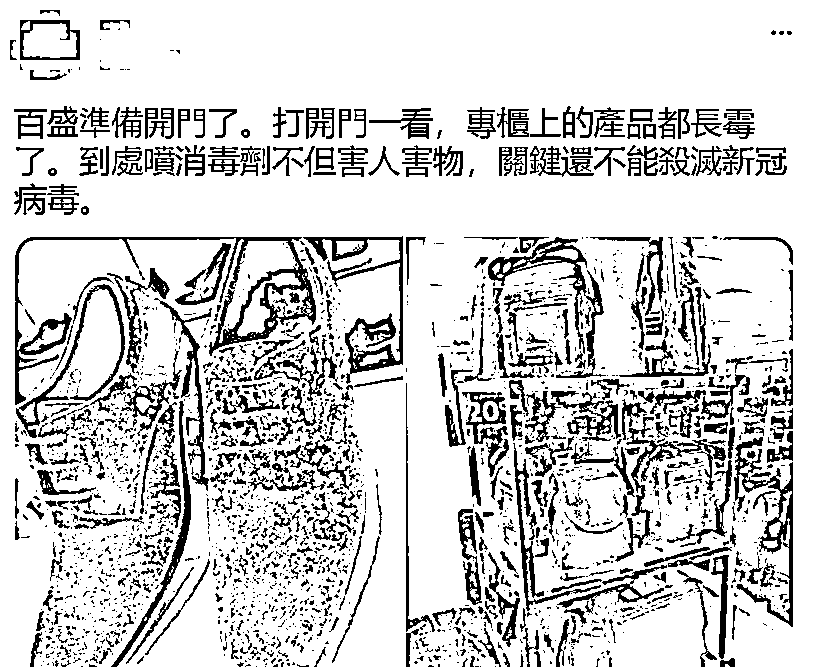 百盛準備開門了。打開門一看，專櫃上的產品都長霉
了。到處噴消毒劑不但害人害物，關鍵還不能殺滅新冠
病毒。
20